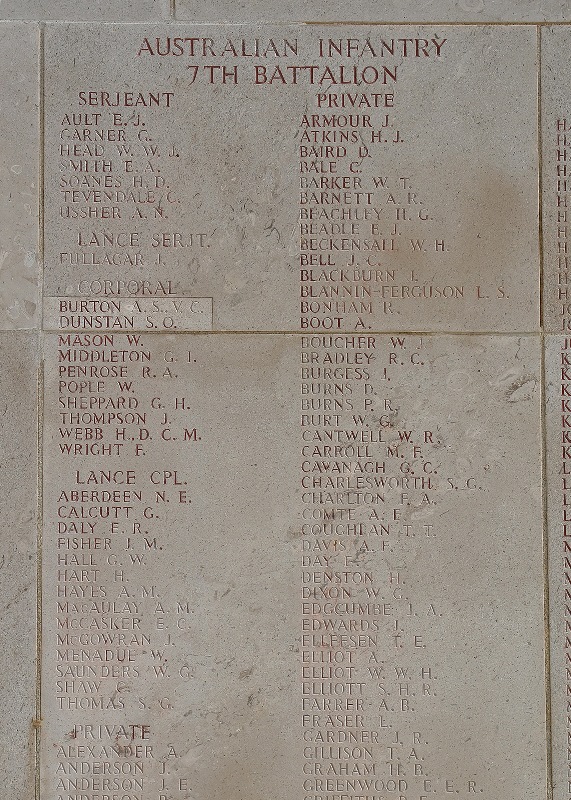 AUSTRALIAN INFANTRY
7TH BATTALION
SERJEANT
AULT E. J.
GARNER G.
HEAD W. W. J.
SMITH E. A.
SOANES H. D.
TEVENDALE C.
USSHER A. N.
LANCE SERJT.
FULLAGAR J.
CORPORAL
BURTON A. S., V. C.
DUNSTAN S. O.
MASON W.
MIDDLETON G. I.
PENROSE R. A.
POPLE W.
SHEPPARD G. H.
THOMPSON J.
WEBB H., D. C. M.
WRIGHT F.
LANCE CPL.
ABERDEEN N. E.
CALCUTT G.
DALY E. R.
FISHER J. M.
HALL G. W.
HART H.
HAYES A. M.
MACAULAY A. M.
McCASKER E. C.
McGOWRAN J.
MENADUE W.
SAUNDERS W. G.
SHAW C.
THOMAS S. G.
PRIVATE
ALEXANDER A.
ANDERSON J.
ANDERSON J. E.
PRIVATE
ARMOUR J.
ATKINS H. J.
BAIRD D.
BALE C.
BARKER W. T.
BARNETT A. R.
BEACHLEY H. G.
BEADLE E. J.
BECKENSALL W. H.
BELL J. C.
BLACKBURN J.
BLANNIN-FERGUSON L. S.
BONHAM R.
BOOT A.
BOUCHER W. J.
BRADLEY R. C.
BURGESS J.
BURNS D.
BURNS P. R.
BURT W. G.
CANTWELL W. R.
CARROLL M. F.
CAVANAGH G. C.
CHARLESWORTH S. G.
CHARLTON F. A.
COMTE A. E.
COUGHLAN T. T.
DAVIS A. F.
DAY F.
DENSTON H.
DIXON W. G.
EDGCUMBE J. A.
EDWARDS J.
ELLEFSEN T. E.
ELLIOT A.
ELLIOT W. W. H.
ELLIOTT S. H. R.
FARRER A. B.
FRASER L.
GARDNER J. R.
GILLISON T. A.
GRAHAM H. B.
GREENWOOD E. E. R.